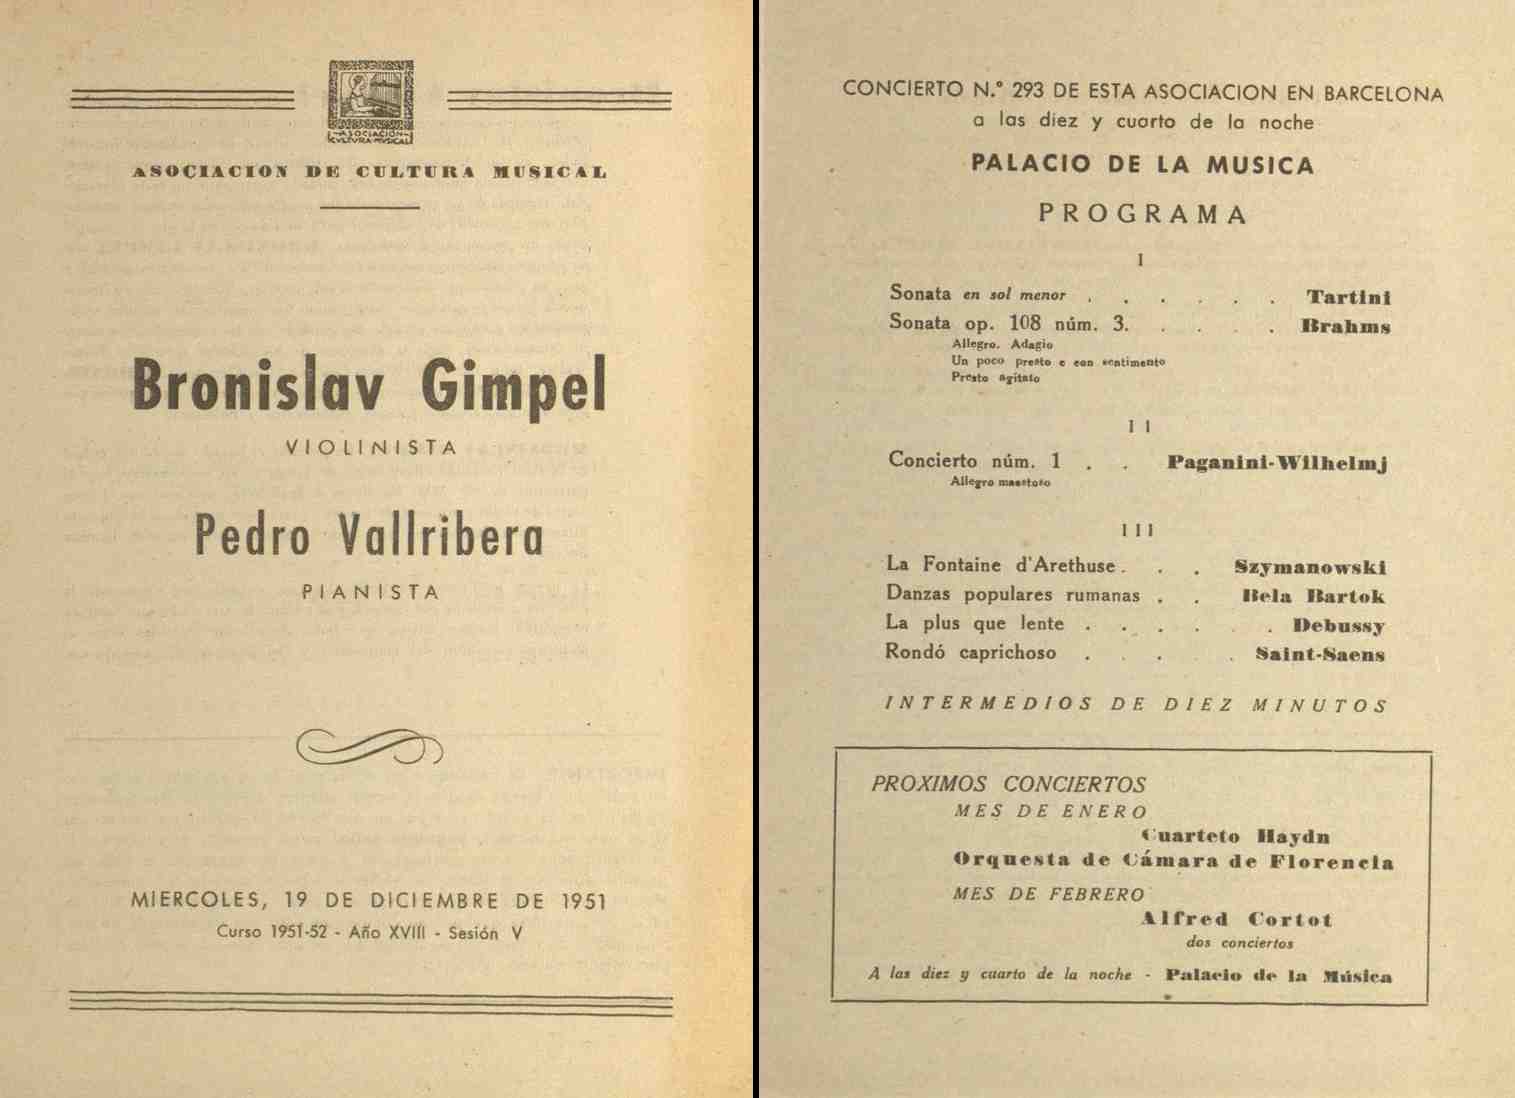 ASOCIACION
CVLTVRA MVSICAL
ASOCIACION DE CULTURA MUSICAL
Bronislav Gimpel
VIOLINISTA
Pedro Vallribera
PIANISTA
MIERCOLES, 19 DE DICIEMBRE DE 1951
Curso 1951-52 - Año XVIII - Sesión V
CONCIERTO N.º 293 DE ESTA ASOCIACION EN BARCELONA
a las diez y cuarto de la noche
PALACIO DE LA MUSICA
PROGRAMA
I
Sonata en sol menor . . . . . . Tartini
Sonata op. 108 núm. 3. . . . . Brahms
Allegro. Adagio
Un poco presto e con sentimento
Presto agitato
II
Concierto núm. 1 . . Paganini-Wilhelmj
Allegro maestoso
III
La Fontaine d'Arethuse . . . Szymanowski
Danzas populares rumanas . . Bela Bartok
La plus que lente . . . . . . Debussy
Rondó caprichoso . . . . Saint-Saens
INTERMEDIOS DE DIEZ MINUTOS
PROXIMOS CONCIERTOS
MES DE ENERO
Cuarteto Haydn
Orquesta de Cámara de Florencia
MES DE FEBRERO
Alfred Cortot
dos conciertos
A las diez y cuarto de la noche - Palacio de la Música